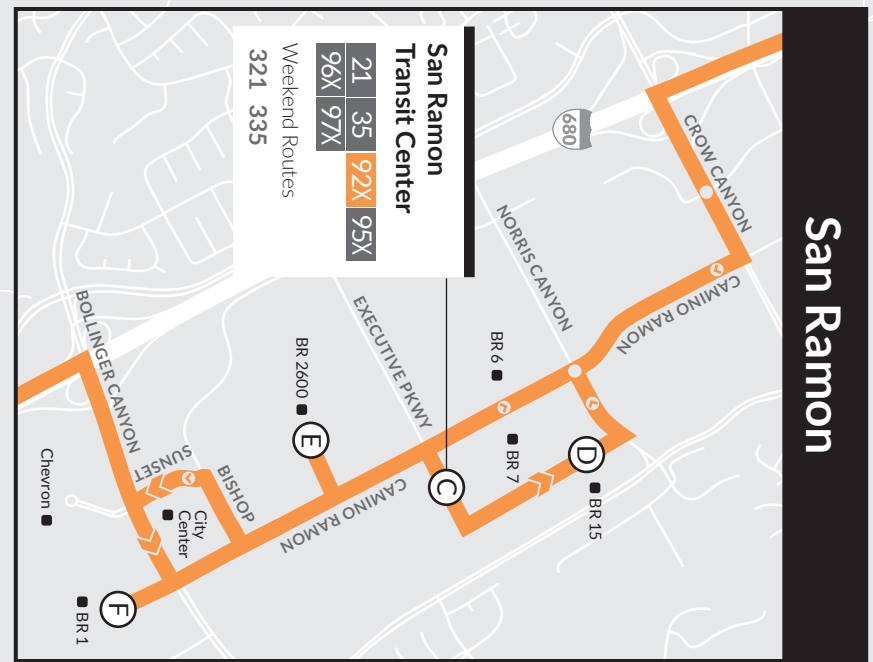 San Ramon
CROW CANYON
680
CAMINO RAMON
NORRIS CANYON
San Ramon
Transit Center
21 35 92X 95X
96X 97X
Weekend Routes
321 335
BR 6
BR 7
D
BR 15
EXECUTIVE PKWY
C
BR 2600
E
CAMINO RAMON
BOLLINGER CANYON
SUNSET
BISHOP
City
Center
Chevron
F
BR 1